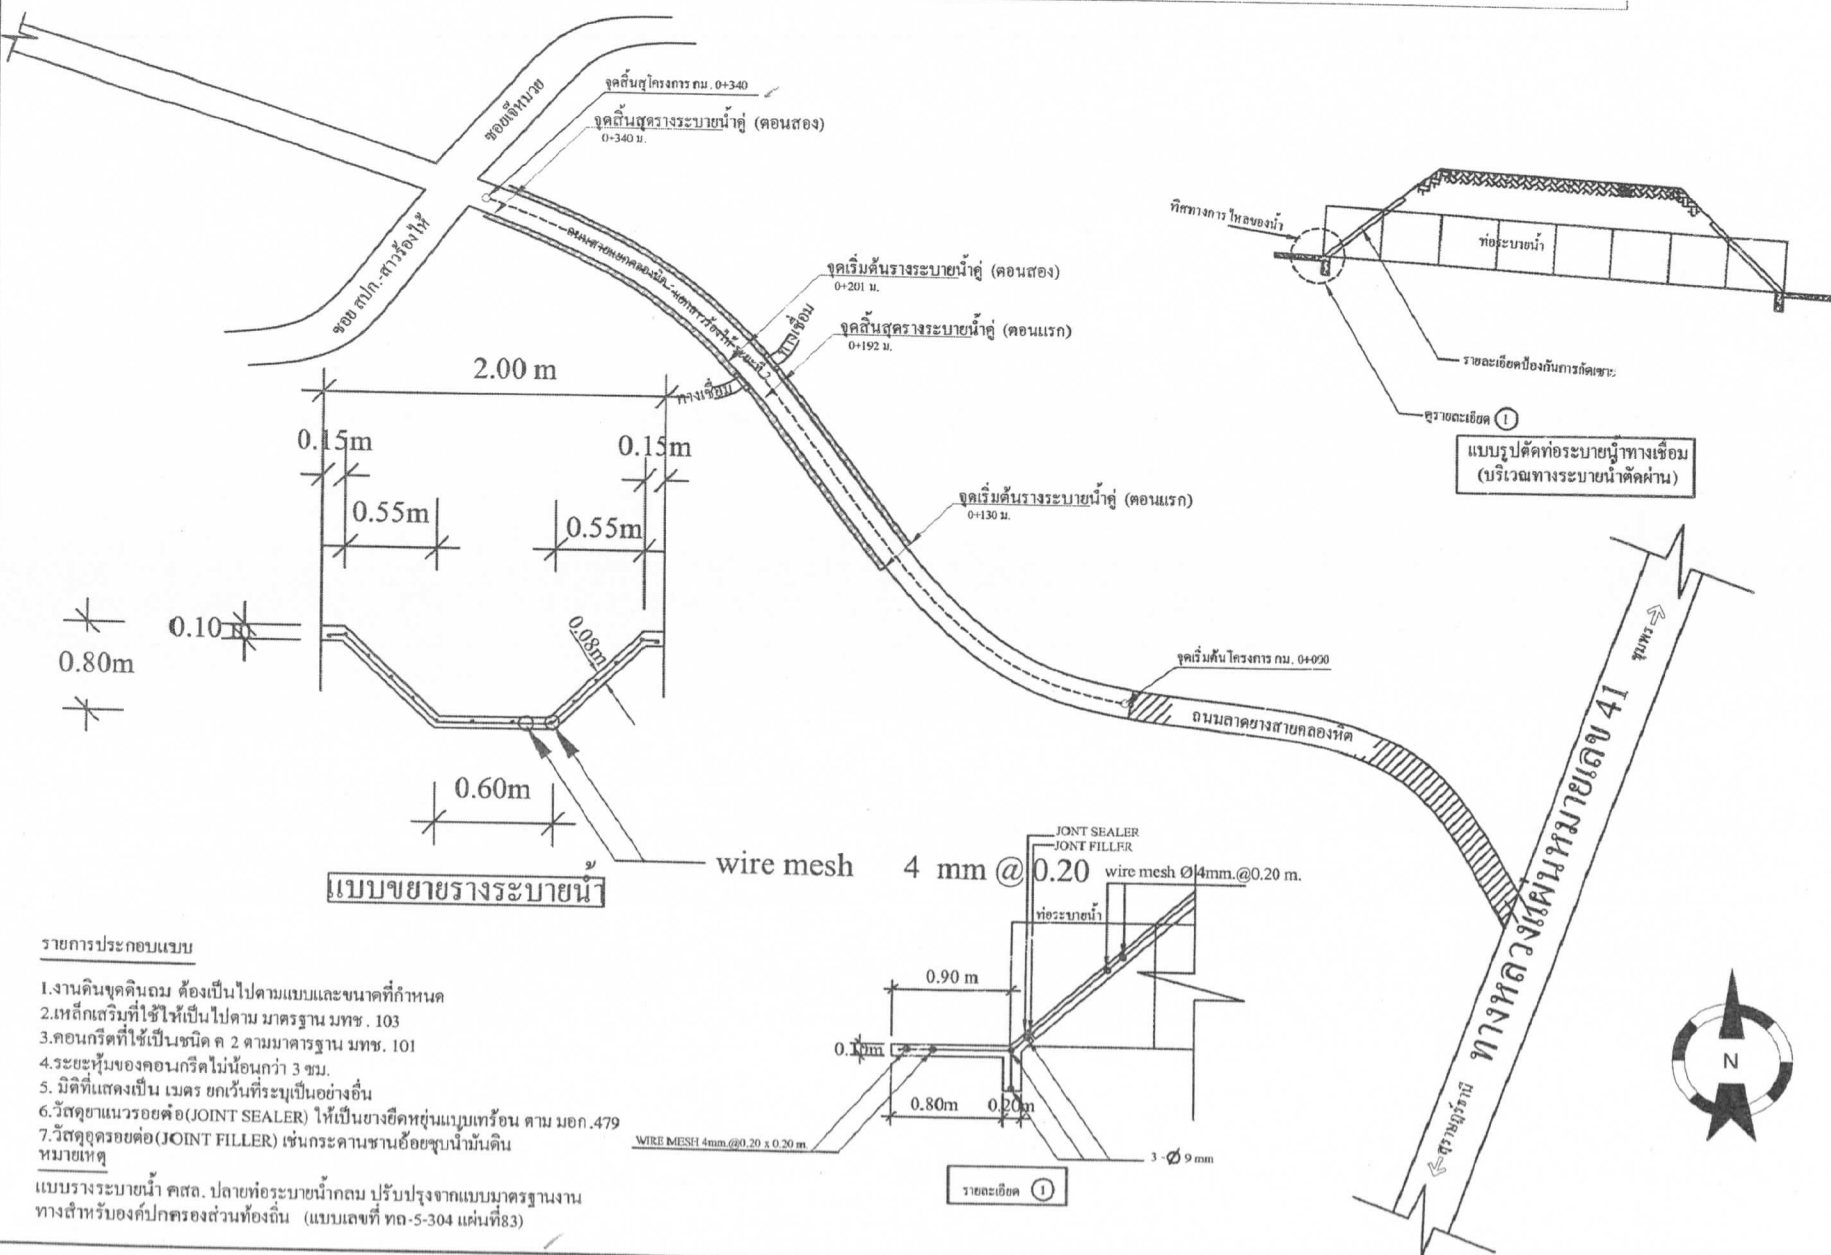 จุดสิ้นสุโครงการ กม. 0+340
จุดสิ้นสุดรางระบายน้ำคู่ (ตอนสอง)
0+340 ม.
ซอยเจ๊หมวย
ซอย สปก.-สาวร้องไห้
จุดเริ่มต้นรางระบายน้ำคู่ (ตอนสอง)
0+201 ม.
ทางเชื่อม
จุดสิ้นสุดรางระบายน้ำคู่ (ตอนแรก)
0+192 ม.
ทางเชื่อม
จุดเริ่มต้นรางระบายน้ำคู่ (ตอนแรก)
0+130 ม.
จุดเริ่มต้นโครงการ กม. 0+000
ถนนลาดยางสายคลองหิต
ทางหลวงแผ่นหมายเลข 41
ชุมพร
สุราษฎร์ธานี
N
ทิศทางการไหลของน้ำ
ท่อระบายน้ำ
รายละเอียดป้องกันการกัดเซาะ
ดูรายละเอียด 1
แบบรูปตัดท่อระบายน้ำทางเชื่อม
(บริเวณทางระบายน้ำตัดผ่าน)
2.00 m
0.15m
0.15m
0.55m
0.55m
0.10 m
0.80m
0.08m
0.60m
wire mesh 4 mm @ 0.20
แบบขยายรางระบายน้ำ
JONT SEALER
JONT FILLER
wire mesh Ø 4mm.@0.20 m.
ท่อระบายน้ำ
0.90 m
0.10m
0.80m
0.20m
WIRE MESH 4mm.@0.20 x 0.20 m.
3 - Ø 9 mm
รายละเอียด 1
รายการประกอบแบบ
1.งานดินขุดดินถม ต้องเป็นไปตามแบบและขนาดที่กำหนด
2.เหล็กเสริมที่ใช้ให้เป็นไปตาม มาตรฐาน มทช. 103
3.คอนกรีตที่ใช้เป็นชนิด ค 2 ตามมาตารฐาน มทช. 101
4.ระยะหุ้มของคอนกรีตไม่น้อนกว่า 3 ซม.
5. มิติที่แสดงเป็น เมตร ยกเว้นที่ระบุเป็นอย่างอื่น
6.วัสดุยาแนวรอยต่อ(JOINT SEALER) ให้เป็นยางยืดหยุ่นแบบเทร้อน ตาม มอก.479
7.วัสดุอุดรอยต่อ(JOINT FILLER) เช่นกระดานชานอ้อยชุบน้ำมันดิน
หมายเหตุ
แบบรางระบายน้ำ คสล. ปลายท่อระบายน้ำกลม ปรับปรุงจากแบบมาตรฐานงาน
ทางสำหรับองค์ปกครองส่วนท้องถิ่น (แบบเลขที่ ทถ-5-304 แผ่นที่83)